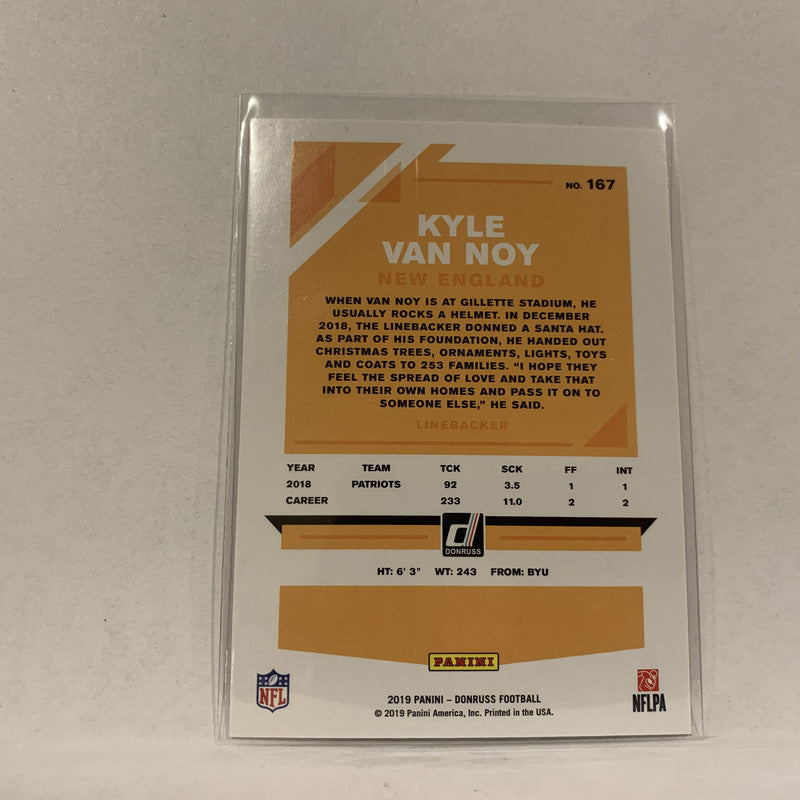 NO. 167
KYLE
VAN NOY
NEW ENGLAND
WHEN VAN NOY IS AT GILLETTE STADIUM, HE
USUALLY ROCKS A HELMET. IN DECEMBER
2018, THE LINEBACKER DONNED A SANTA HAT.
AS PART OF HIS FOUNDATION, HE HANDED OUT
CHRISTMAS TREES, ORNAMENTS, LIGHTS, TOYS
AND COATS TO 253 FAMILIES. “I HOPE THEY
FEEL THE SPREAD OF LOVE AND TAKE THAT
INTO THEIR OWN HOMES AND PASS IT ON TO
SOMEONE ELSE,” HE SAID.
LINEBACKER
YEAR TEAM TCK SCK FF INT
2018 PATRIOTS 92 3.5 1 1
CAREER 233 11.0 2 2
d
DONRUSS
HT: 6' 3" WT: 243 FROM: BYU
PANINI
NFL
NFLPA
2019 PANINI – DONRUSS FOOTBALL
© 2019 Panini America, Inc. Printed in the USA.